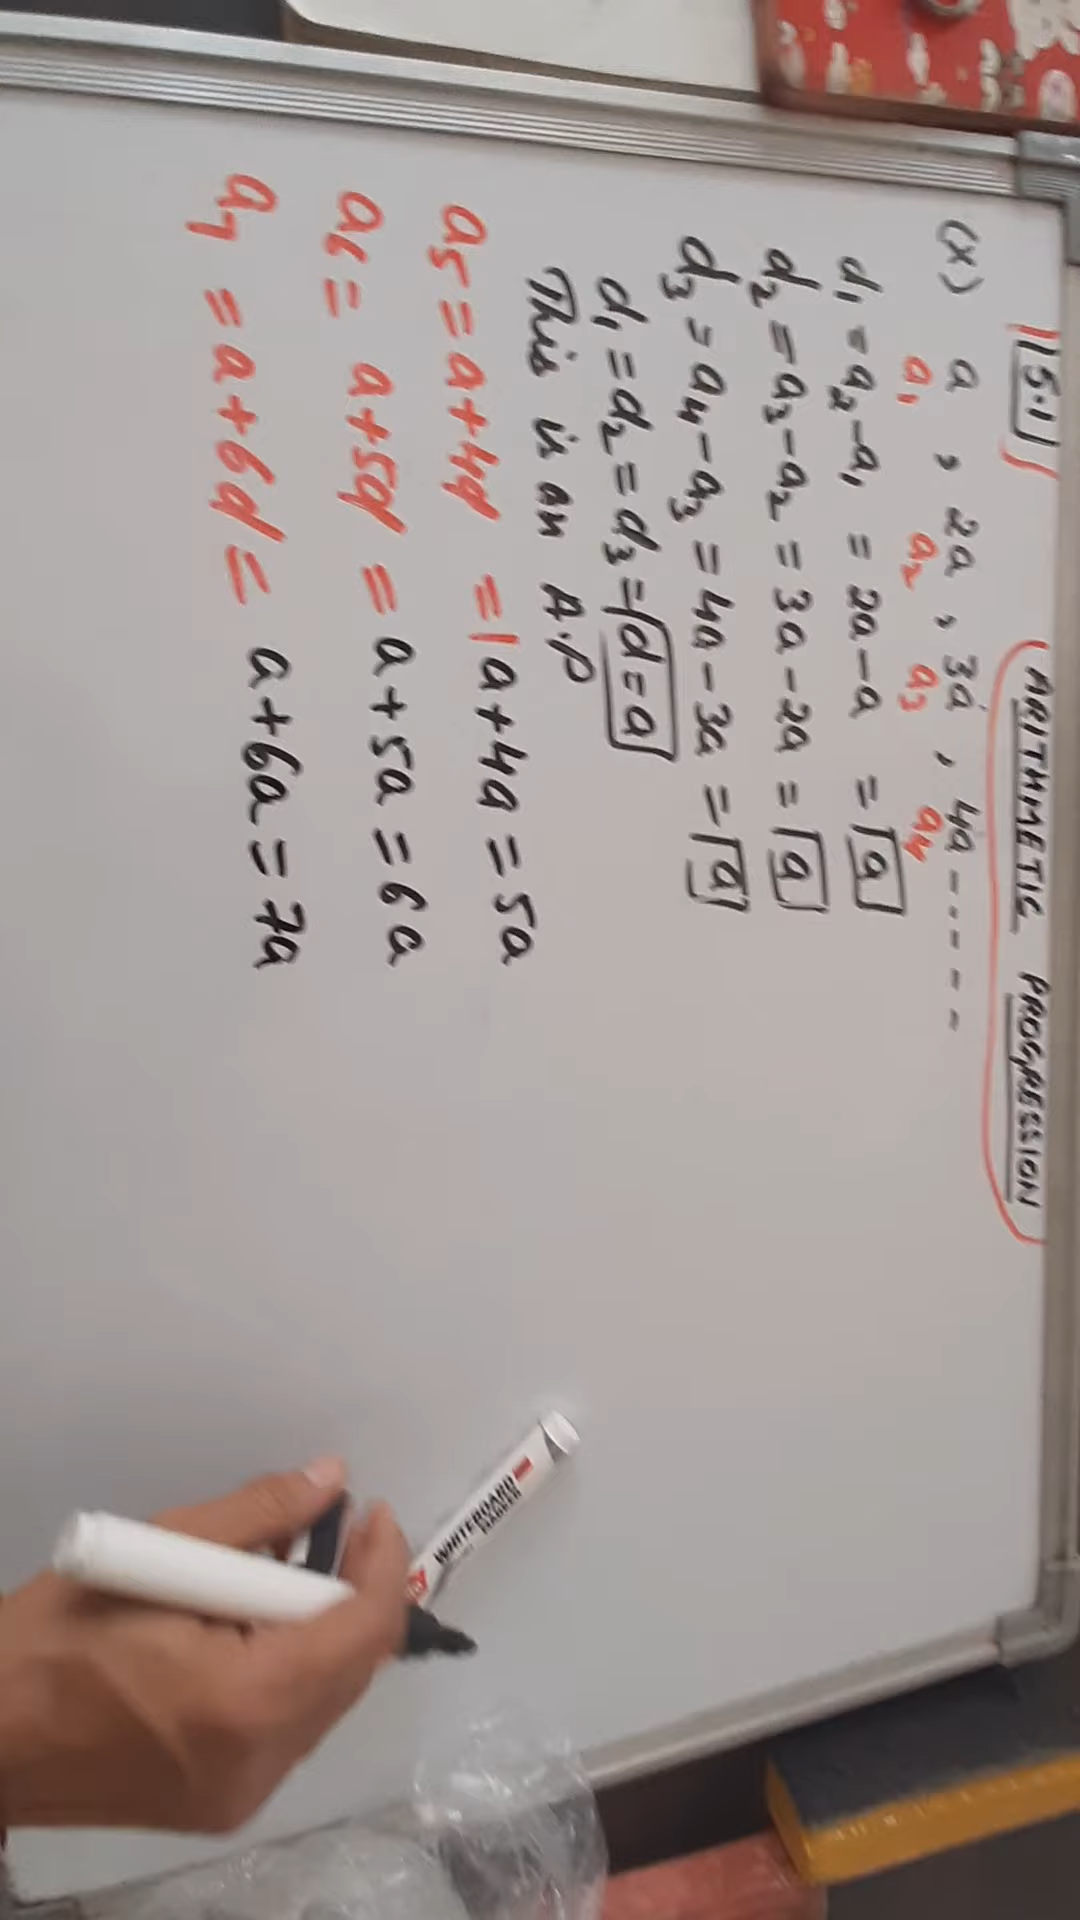 5.1 ARITHMETIC PROGRESSION
(x) a , 2a , 3a , 4a - - - - -
a₁ a₂ a₃ a₄
d₁ = a₂ - a₁ = 2a - a = a
d₂ = a₃ - a₂ = 3a - 2a = a
d₃ = a₄ - a₃ = 4a - 3a = a
d₁ = d₂ = d₃ = d = a
This is an A.P
a₅ = a + 4d = a + 4a = 5a
a₆ = a + 5d = a + 5a = 6a
a₇ = a + 6d = a + 6a = 7a
WHITEBOARD
MARKER